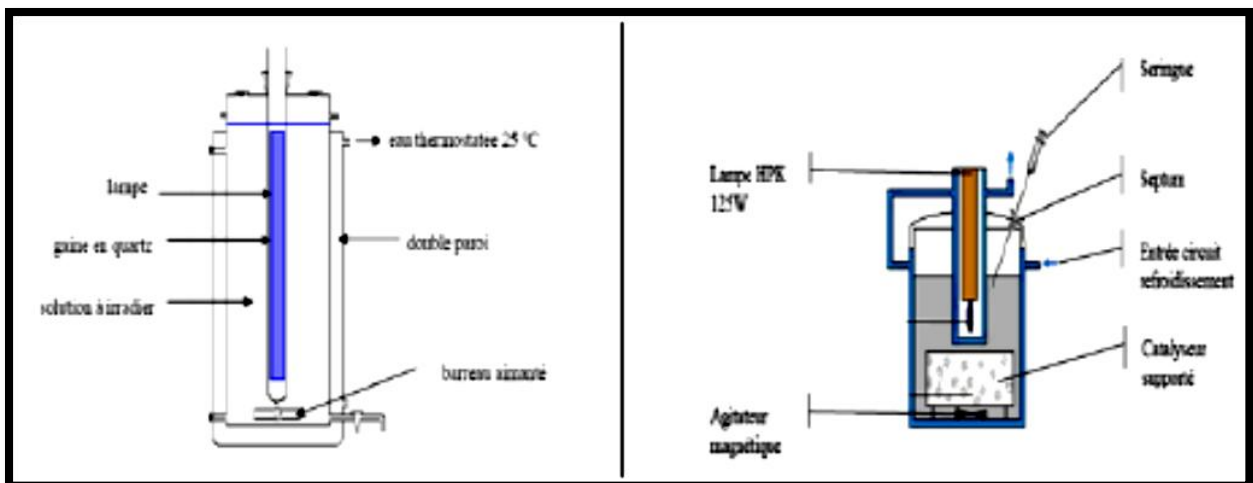 eau thermostatée 25 °C
lampe
gaine en quartz
double paroi
solution à irradier
barreau aimanté
Seringue
Lampe HPK
125W
Septum
Entrée circuit
refroidissement
Catalyseur
supporté
Agitateur
magnétique